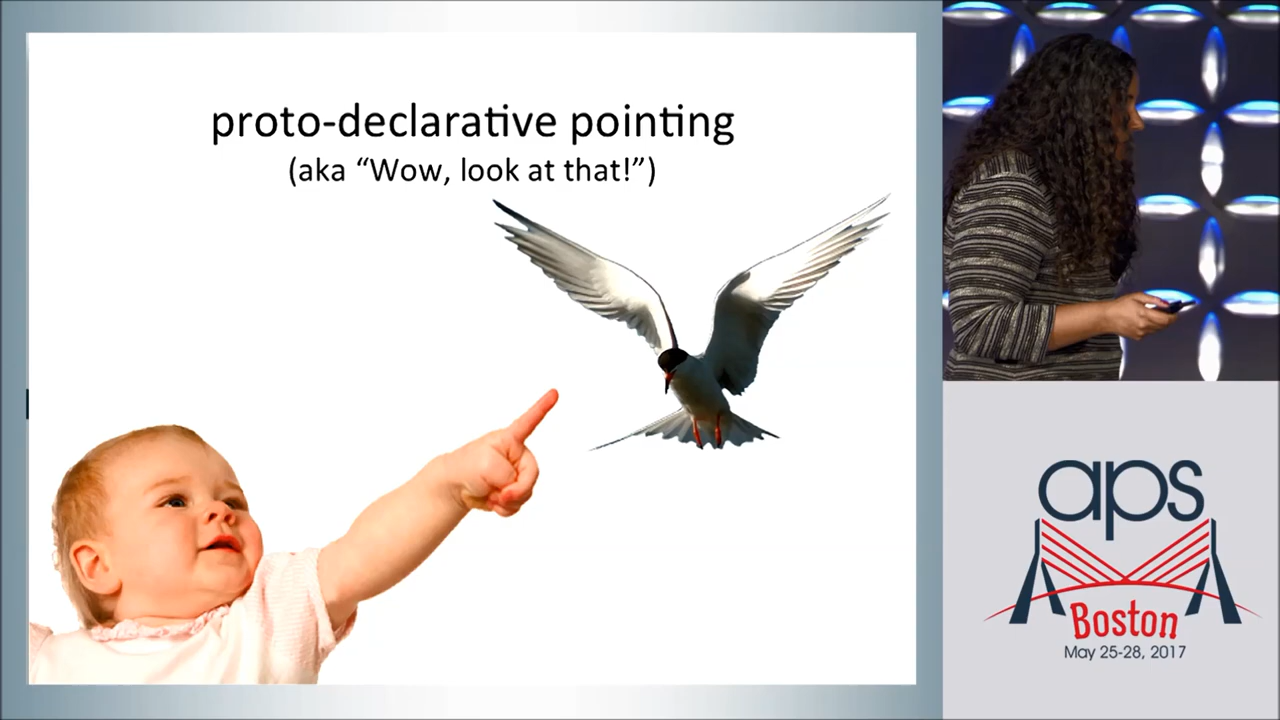 proto-declarative pointing
(aka “Wow, look at that!”)
aps
Boston
May 25-28, 2017